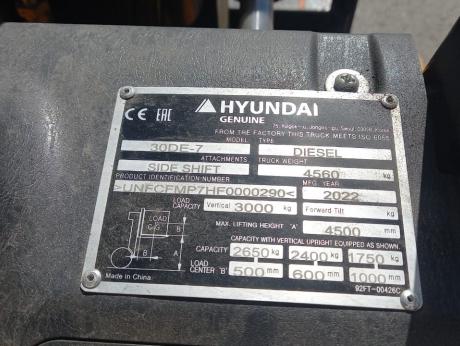 CE EAC HYUNDAI
GENUINE
FROM THE FACTORY THIS TRUCK MEETS ISO
MODEL TYPE
30DF-7 DIESEL
ATTACHMENTS TRUCK WEIGHT
SIDE SHIFT 4560 kg
PRODUCT IDENTIFICATION NUMBER MFG. YEAR
2022
LOAD CAPACITY Vertical 3000 kg Forward Tilt kg
MAX. LIFTING HEIGHT "A" 4500 mm
LOAD
C.G
B
A
B
CAPACITY WITH VERTICAL UPRIGHT EQUIPPED AS SHOWN.
CAPACITY 2650 kg 2400 kg 1750 kg
LOAD CENTER "B" 500 mm 600 mm 1000 mm
Made in China
92FT-00426C